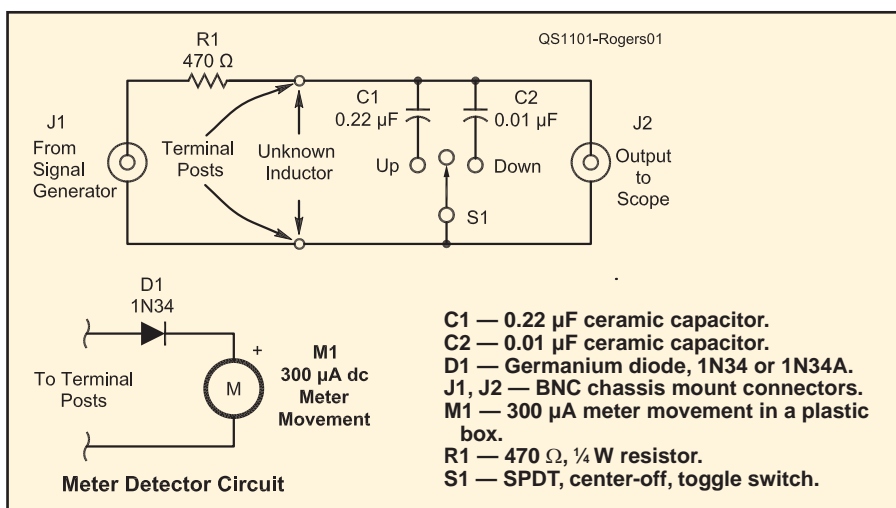 QS1101-Rogers01
R1
470 Ω
C1
0.22 µF
C2
0.01 µF
J1
From
Signal
Generator
Terminal
Posts
Unknown
Inductor
Up
Down
S1
J2
Output
to
Scope
D1
1N34
To Terminal
Posts
+
M
M1
300 µA dc
Meter
Movement
Meter Detector Circuit
C1 — 0.22 µF ceramic capacitor.
C2 — 0.01 µF ceramic capacitor.
D1 — Germanium diode, 1N34 or 1N34A.
J1, J2 — BNC chassis mount connectors.
M1 — 300 µA meter movement in a plastic
box.
R1 — 470 Ω, ¼ W resistor.
S1 — SPDT, center-off, toggle switch.